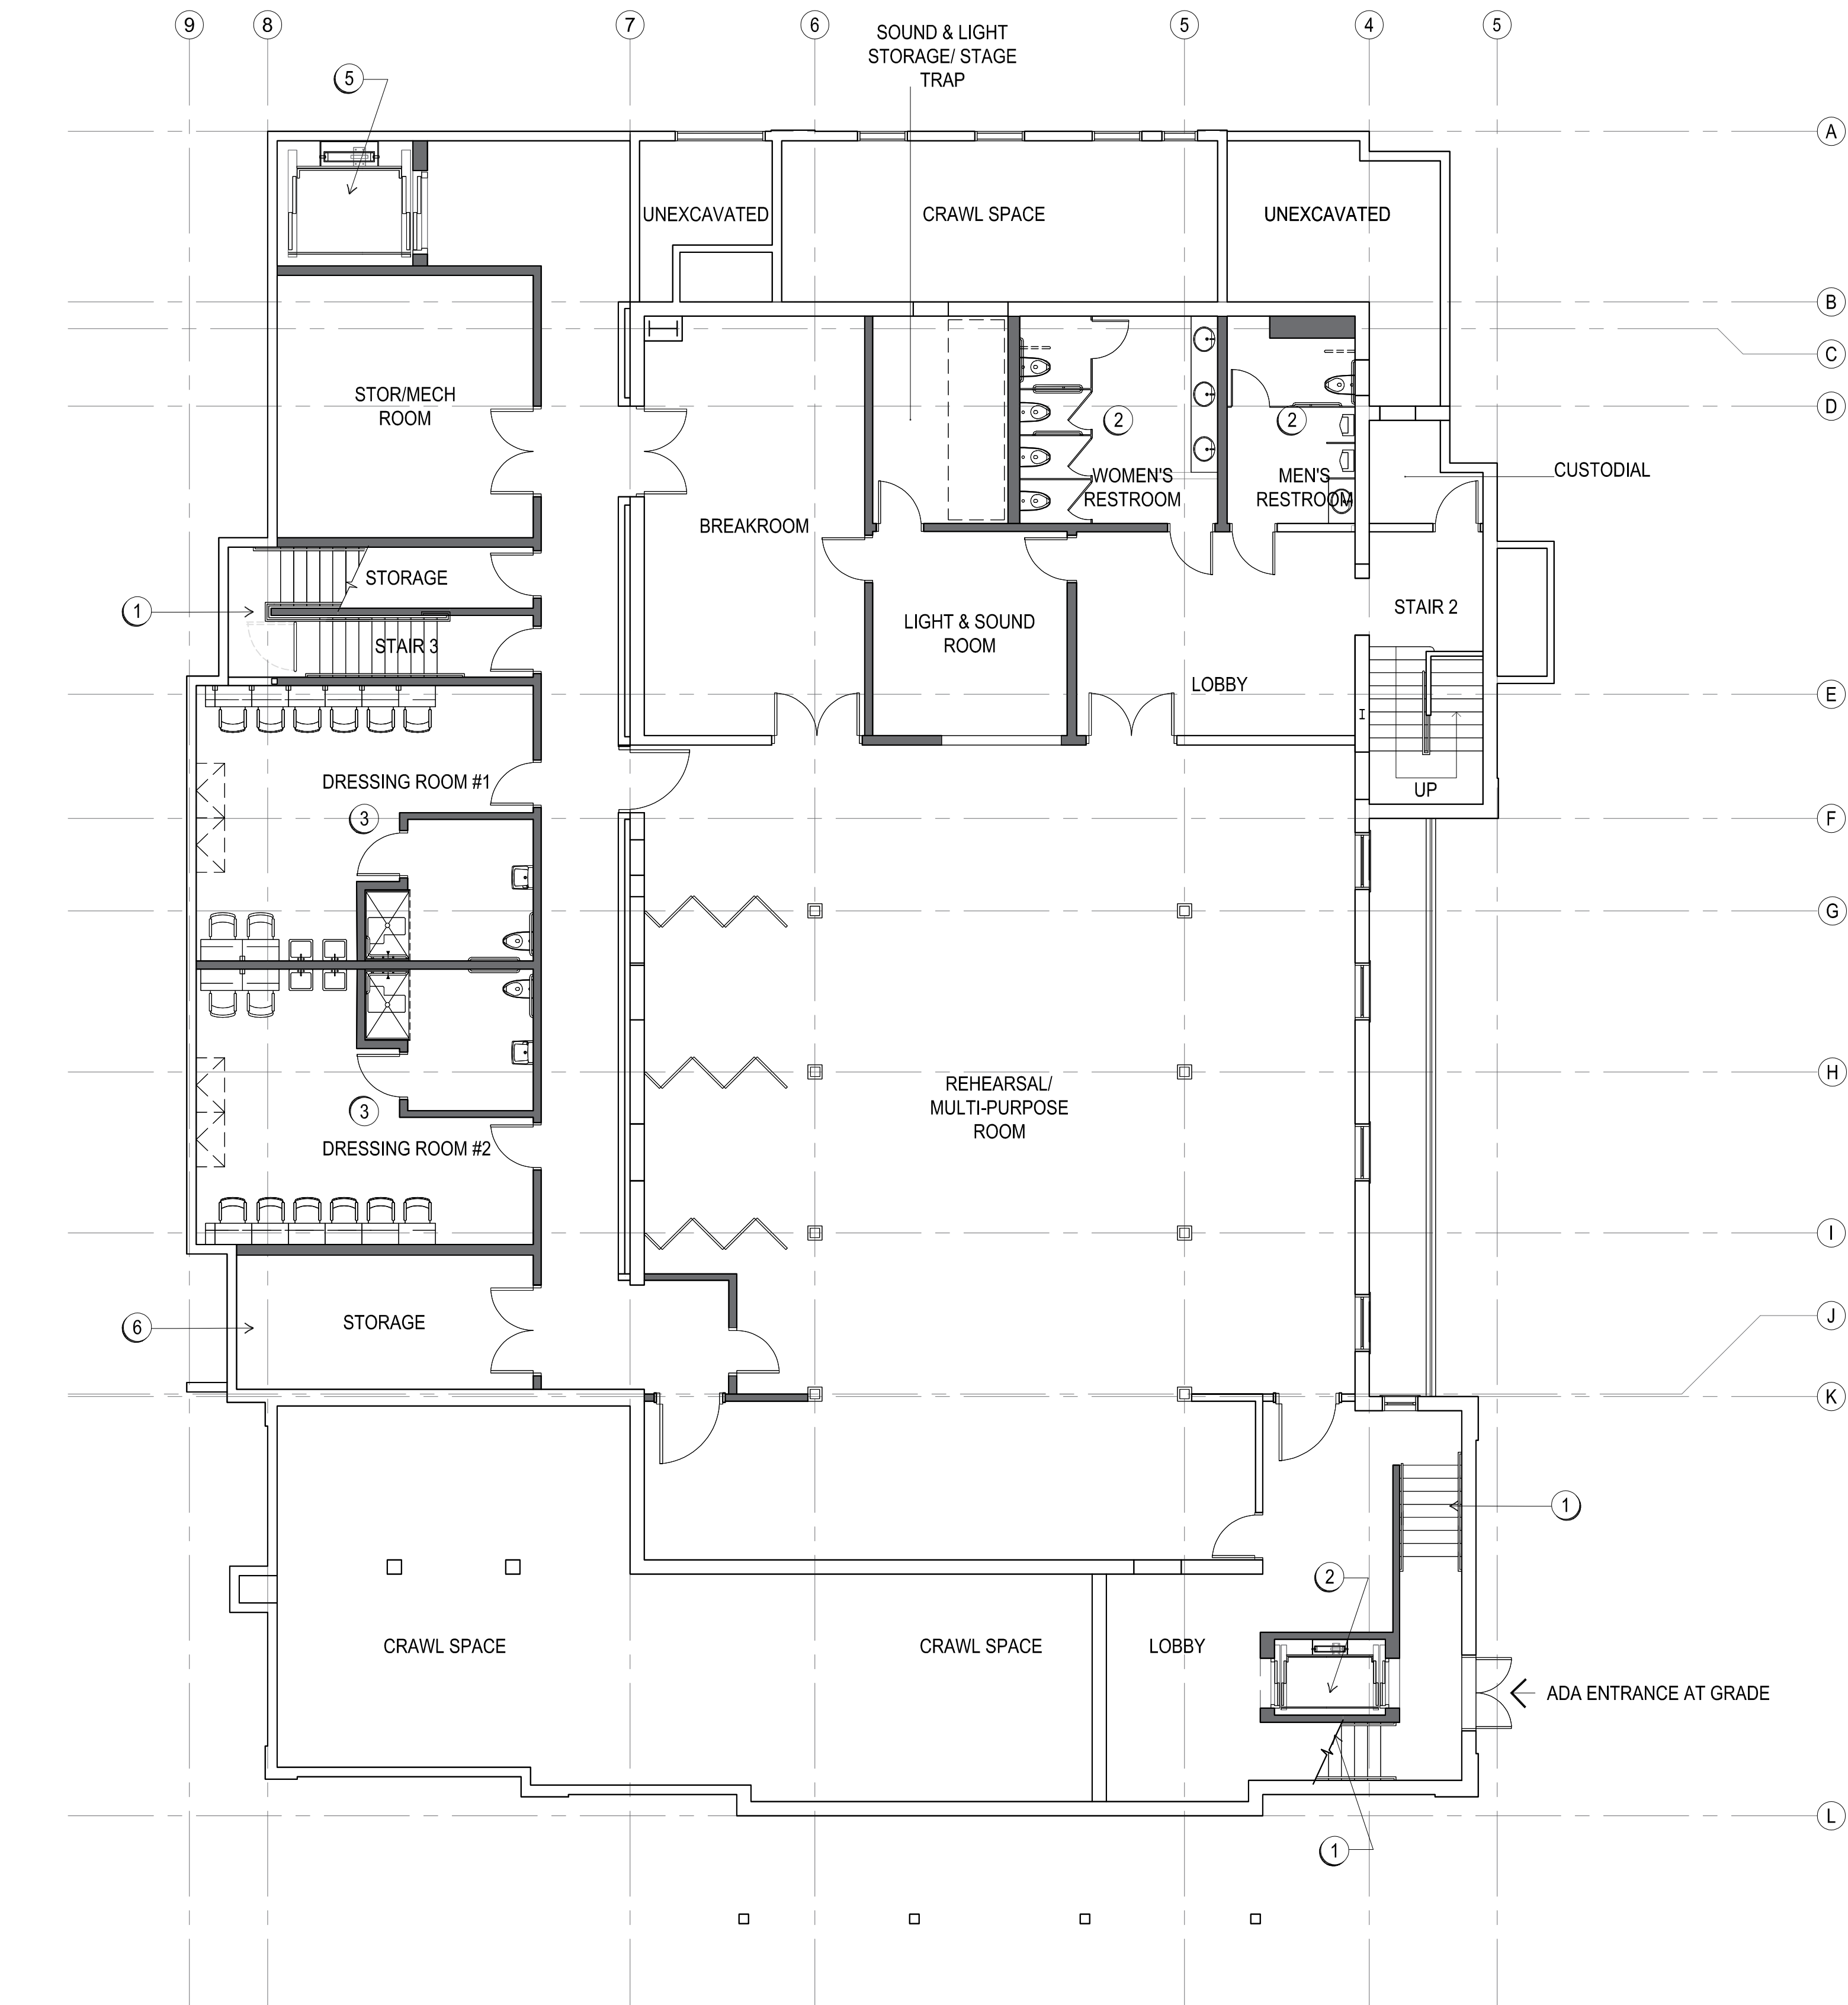 9
8
7
6
5
4
5
SOUND & LIGHT
STORAGE/ STAGE
TRAP
5
A
UNEXCAVATED
CRAWL SPACE
UNEXCAVATED
B
C
STOR/MECH
ROOM
D
2
2
WOMEN'S
RESTROOM
MEN'S
RESTROOM
CUSTODIAL
BREAKROOM
STORAGE
1
STAIR 2
LIGHT & SOUND
ROOM
STAIR 3
LOBBY
E
DRESSING ROOM #1
UP
3
F
G
H
REHEARSAL/
MULTI-PURPOSE
ROOM
3
DRESSING ROOM #2
I
STORAGE
6
J
K
1
2
CRAWL SPACE
CRAWL SPACE
LOBBY
ADA ENTRANCE AT GRADE
L
1